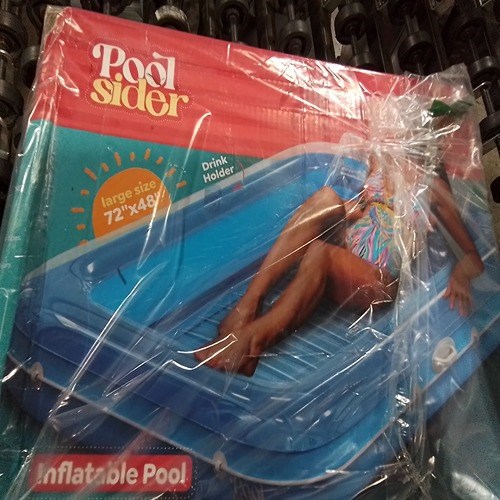 Pool
sider
Drink
Holder
large size
72"x48"
Inflatable Pool